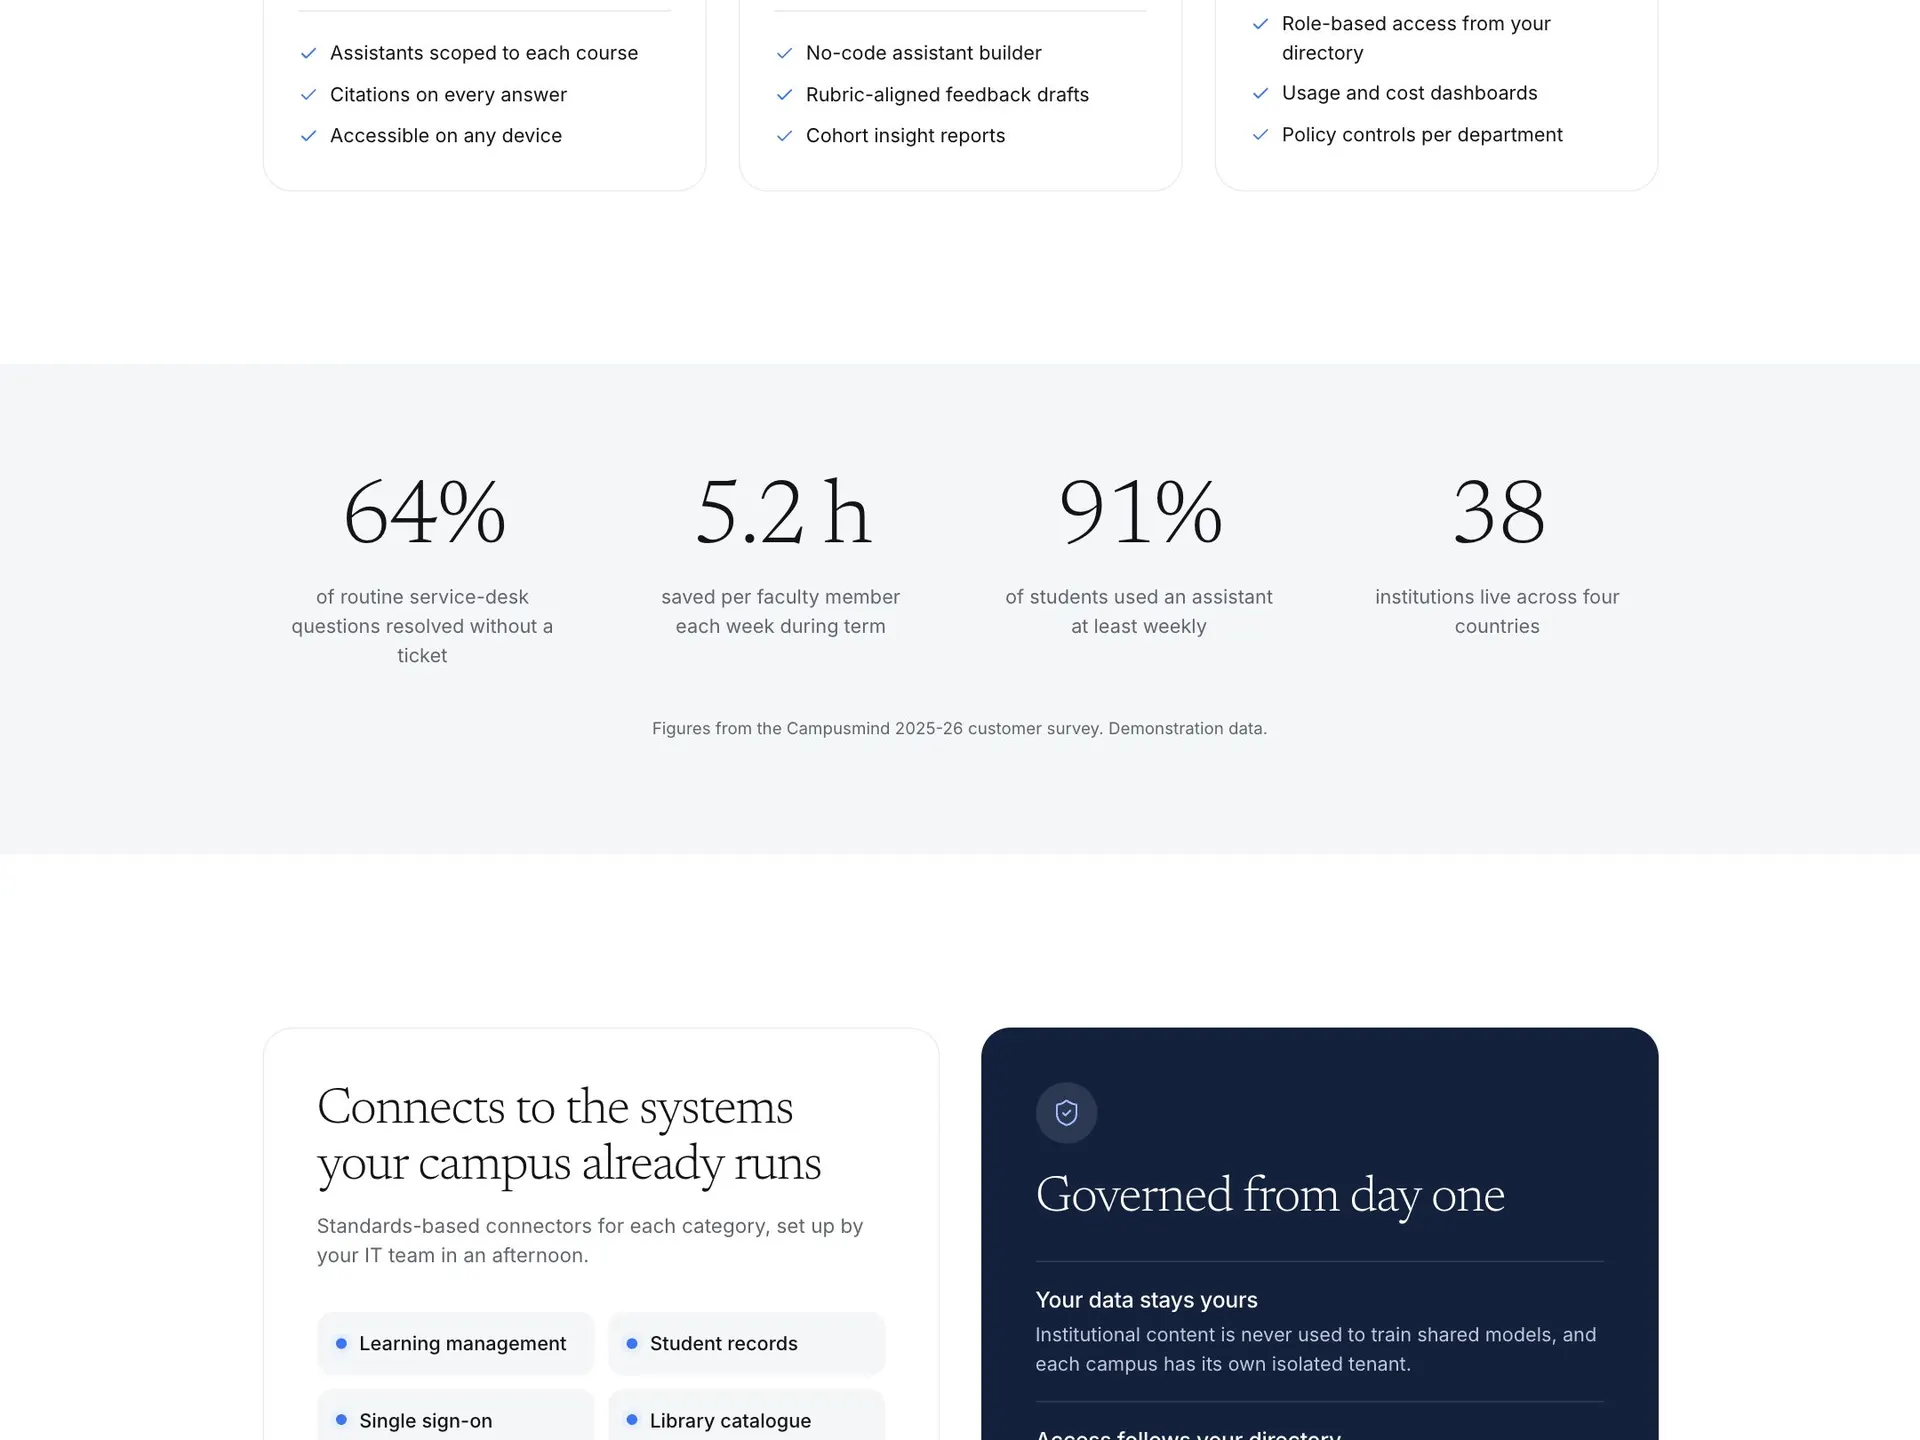 Assistants scoped to each course
Citations on every answer
Accessible on any device
No-code assistant builder
Rubric-aligned feedback drafts
Cohort insight reports
Role-based access from your
directory
Usage and cost dashboards
Policy controls per department
64%
of routine service-desk
questions resolved without a
ticket
5.2 h
saved per faculty member
each week during term
91%
of students used an assistant
at least weekly
38
institutions live across four
countries
Figures from the Campusmind 2025-26 customer survey. Demonstration data.
Connects to the systems
your campus already runs
Standards-based connectors for each category, set up by
your IT team in an afternoon.
Learning management
Student records
Single sign-on
Library catalogue
Governed from day one
Your data stays yours
Institutional content is never used to train shared models, and
each campus has its own isolated tenant.
Access follows your directory